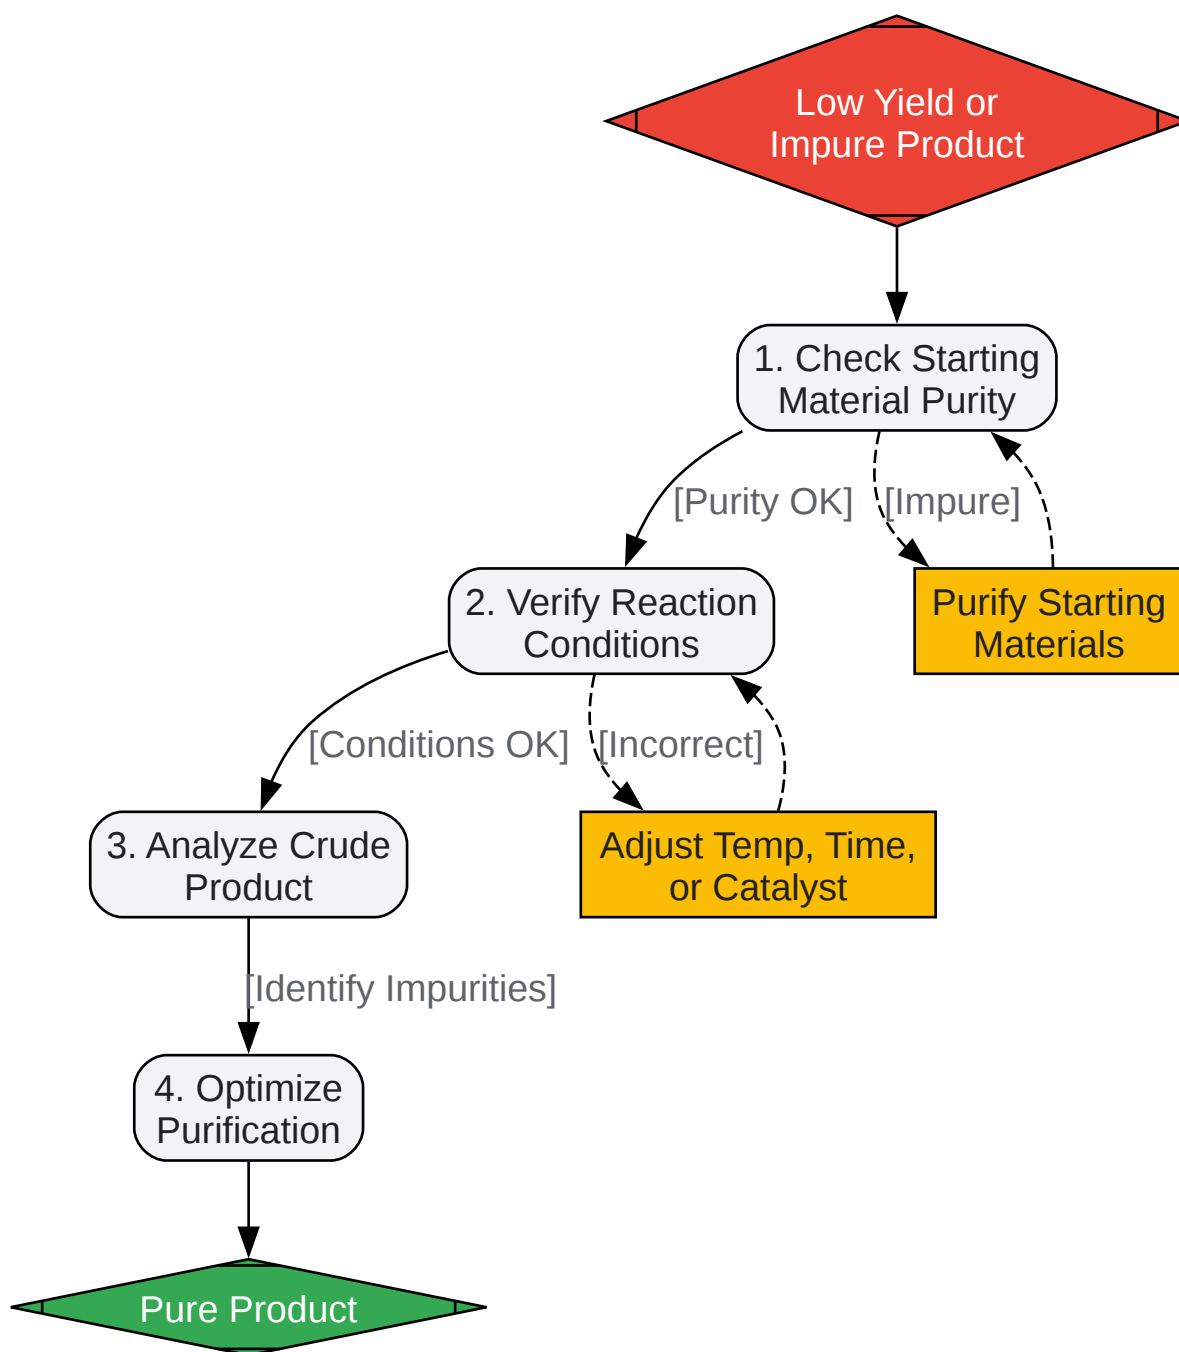 Low Yield or
Impure Product
1. Check Starting
Material Purity
[Purity OK]
[Impure]
2. Verify Reaction
Conditions
Purify Starting
Materials
[Conditions OK]
[Incorrect]
3. Analyze Crude
Product
Adjust Temp, Time,
or Catalyst
[Identify Impurities]
4. Optimize
Purification
Pure Product